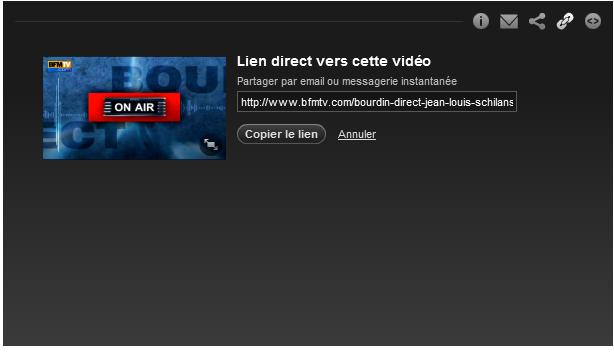 Lien direct vers cette vidéo
Partager par email ou messagerie instantanée
http://www.bfmtv.com/bourdin-direct-jean-louis-schilans
Copier le lien Annuler
BFM TV
BOUR
ON AIR
ECT